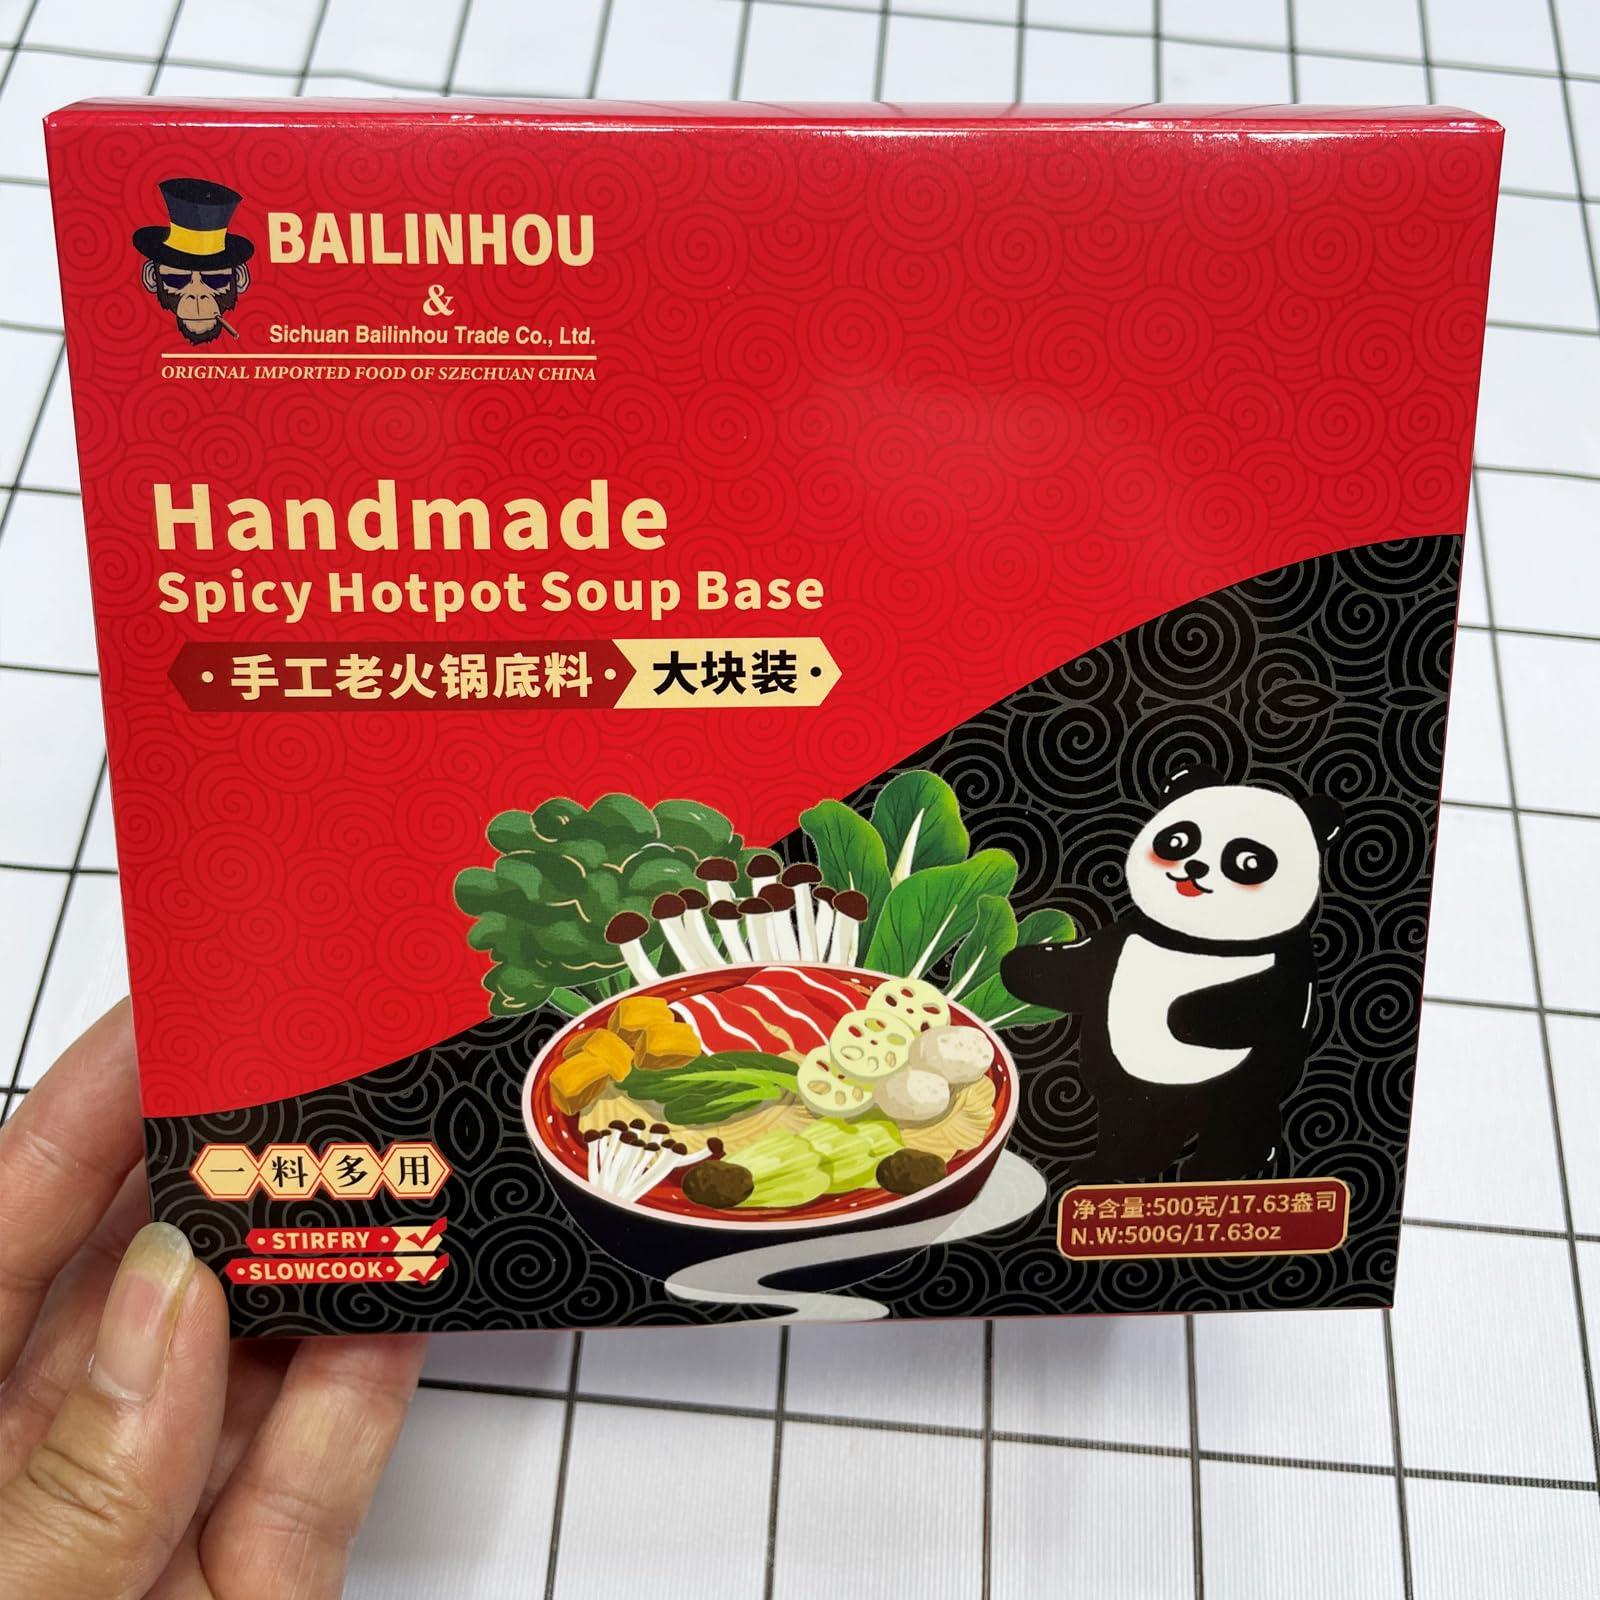 BAILINHOU
&
Sichuan Bailinhou Trade Co., Ltd.
ORIGINAL IMPORTED FOOD OF SZECHUAN CHINA
Handmade
Spicy Hotpot Soup Base
·手工老火锅底料· 大块装·
一料多用
·STIRFRY·
·SLOWCOOK·
净含量:500克/17.63盎司
N.W:500G/17.63oz